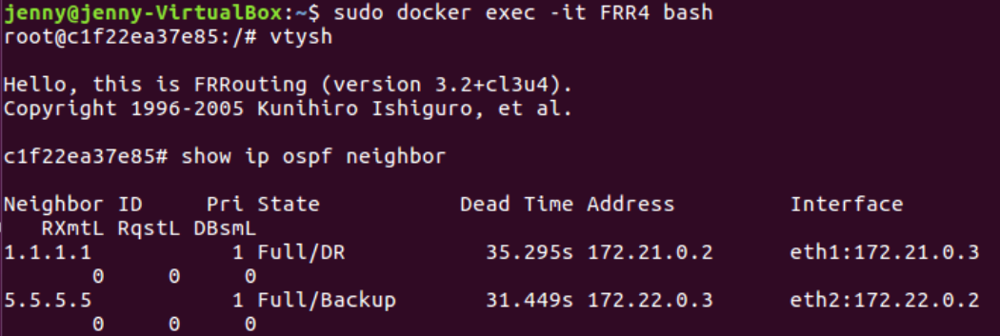 jenny@jenny-VirtualBox:~$ sudo docker exec -it FRR4 bash
root@c1f22ea37e85:/# vtysh
Hello, this is FRRouting (version 3.2+cl3u4).
Copyright 1996-2005 Kunihiro Ishiguro, et al.
c1f22ea37e85# show ip ospf neighbor
Neighbor ID     Pri State           Dead Time Address         Interface
   RXmtL RqstL DBsmL
1.1.1.1           1 Full/DR           35.295s 172.21.0.2      eth1:172.21.0.3
       0     0     0
5.5.5.5           1 Full/Backup       31.449s 172.22.0.3      eth2:172.22.0.2
       0     0     0